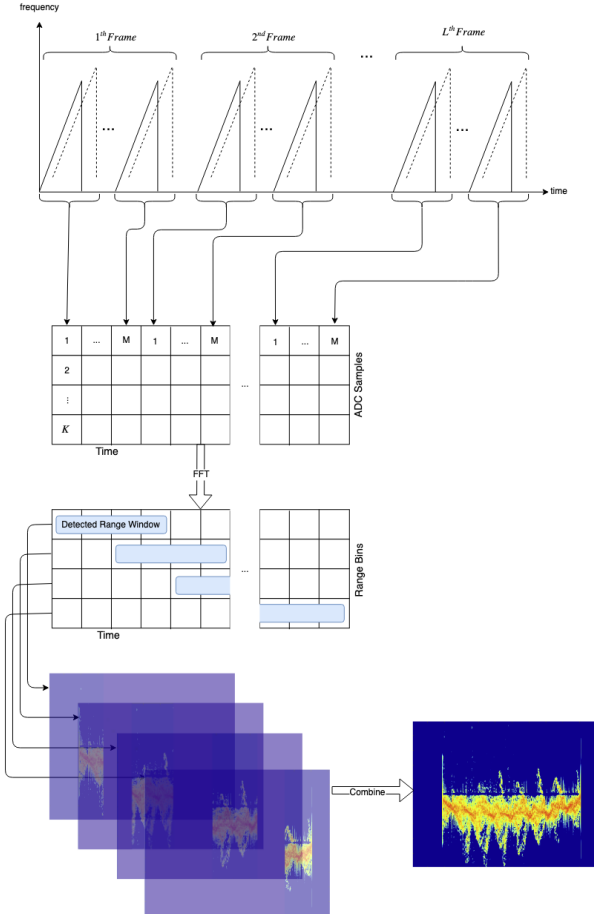 frequency
1th Frame
2nd Frame
...
Lth Frame
... ... ...
time
1 ... M 1 ... M 1 ... M
2
⋮
K
...
ADC Samples
Time
FFT
Detected Range Window
...
Range Bins
Time
Combine